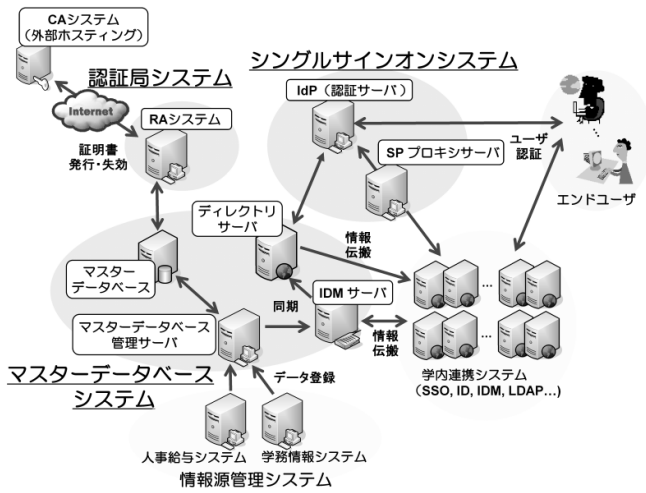 CAシステム
(外部ホスティング)
認証局システム
Internet
RAシステム
証明書
発行・失効
シングルサインオンシステム
IdP(認証サーバ)
SP プロキシサーバ
ユーザ
認証
エンドユーザ
ディレクトリ
サーバ
情報
伝搬
マスター
データベース
同期
IDM サーバ
マスターデータベース
管理サーバ
情報
伝搬
...
...
学内連携システム
(SSO, ID, IDM, LDAP...)
マスターデータベース
システム
データ登録
人事給与システム
学務情報システム
情報源管理システム